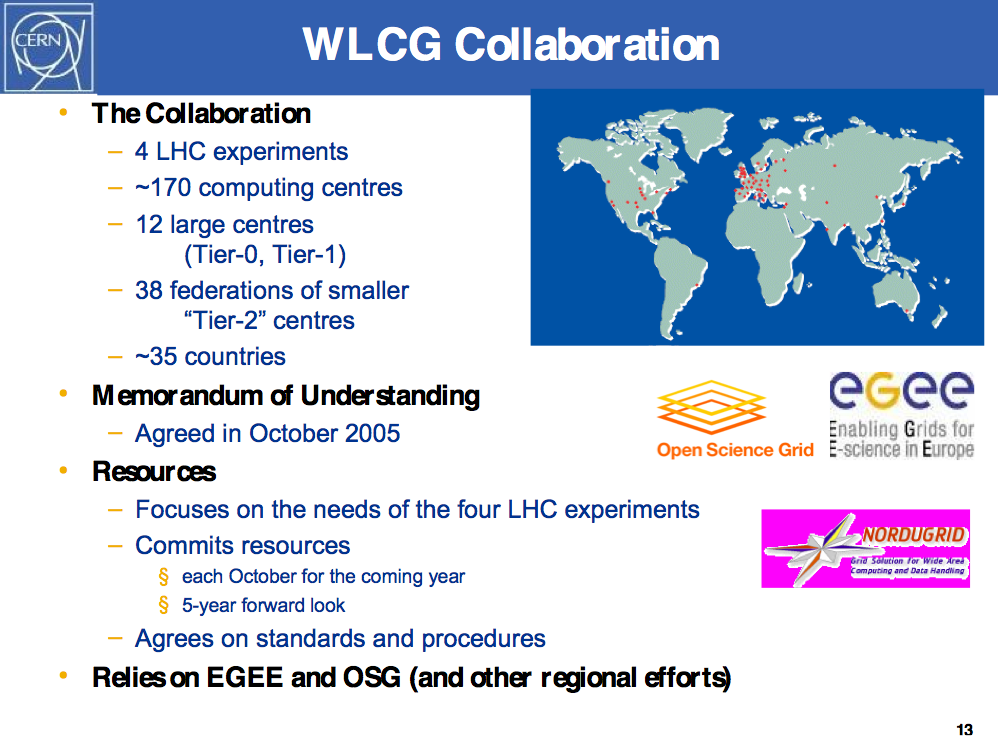 CERN
WLCG Collaboration
• The Collaboration
– 4 LHC experiments
– ~170 computing centres
– 12 large centres
(Tier-0, Tier-1)
– 38 federations of smaller
“Tier-2” centres
– ~35 countries
• Memorandum of Understanding
– Agreed in October 2005
• Resources
– Focuses on the needs of the four LHC experiments
– Commits resources
§ each October for the coming year
§ 5-year forward look
– Agrees on standards and procedures
• Relies on EGEE and OSG (and other regional efforts)
Open Science Grid
eGee
Enabling Grids for
E-science in Europe
NORDUGRID
Grid Solution for Wide Area
Computing and Data Handling
13